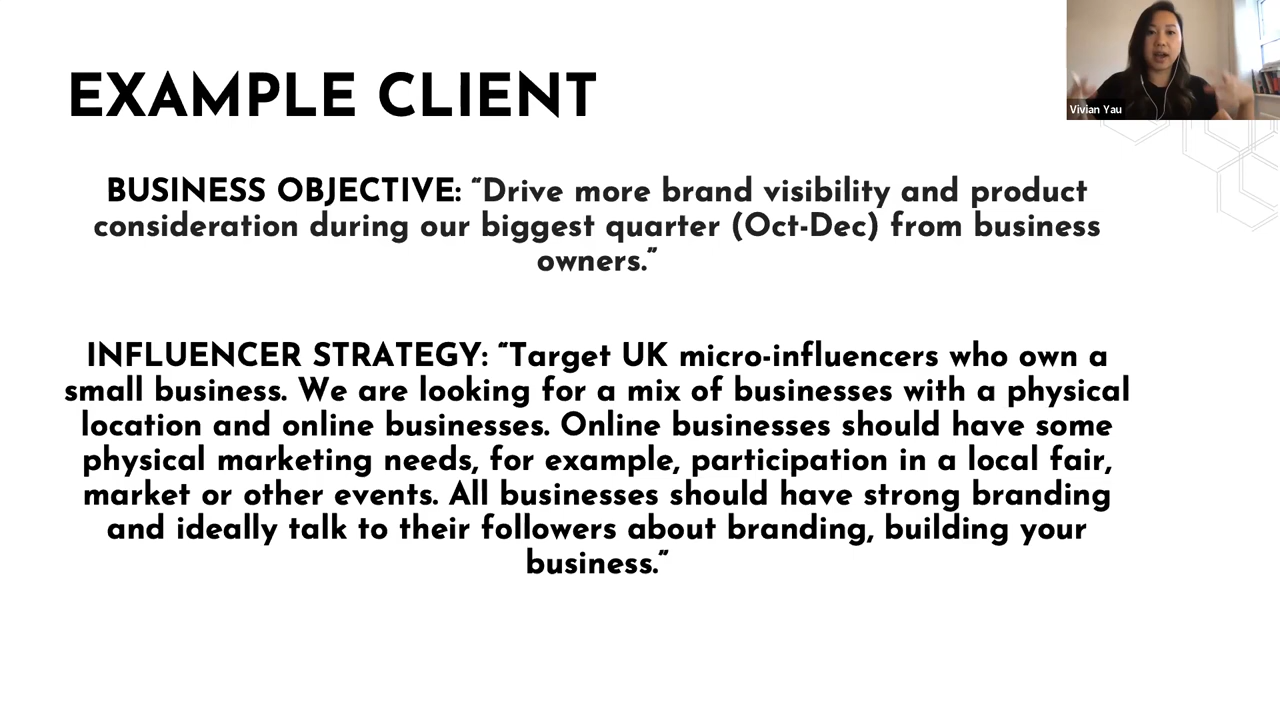 EXAMPLE CLIENT
Vivian Yau
BUSINESS OBJECTIVE: “Drive more brand visibility and product
consideration during our biggest quarter (Oct-Dec) from business
owners.”
INFLUENCER STRATEGY: “Target UK micro-influencers who own a
small business. We are looking for a mix of businesses with a physical
location and online businesses. Online businesses should have some
physical marketing needs, for example, participation in a local fair,
market or other events. All businesses should have strong branding
and ideally talk to their followers about branding, building your
business.”